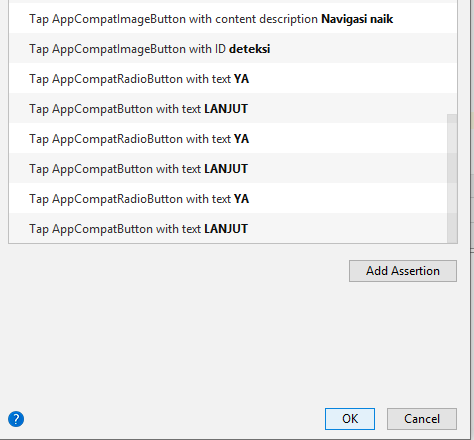 Tap AppCompatImageButton with content description Navigasi naik
Tap AppCompatImageButton with ID deteksi
Tap AppCompatRadioButton with text YA
Tap AppCompatButton with text LANJUT
Tap AppCompatRadioButton with text YA
Tap AppCompatButton with text LANJUT
Tap AppCompatRadioButton with text YA
Tap AppCompatButton with text LANJUT
Add Assertion
? OK Cancel